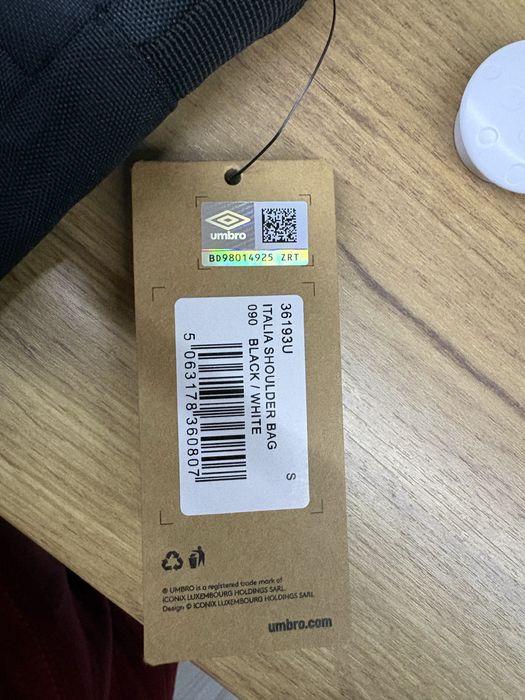 umbro
BD98014925 ZRT
36193U
ITALIA SHOULDER BAG
090 BLACK / WHITE
S
5 063178 360807
® UMBRO is a registered trade mark of
ICONIX LUXEMBOURG HOLDINGS SARL.
Design © ICONIX LUXEMBOURG HOLDINGS SARL
umbro.com